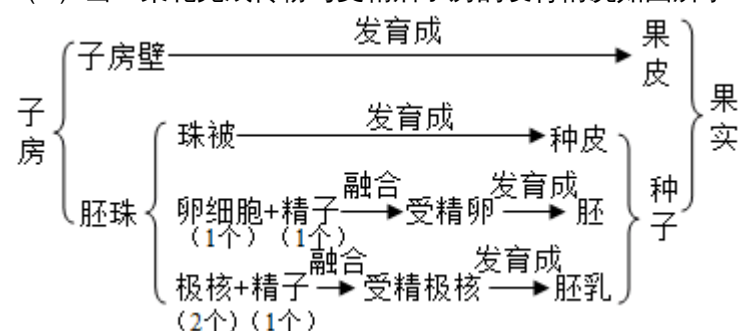 发育成
子房壁 果皮
子房 果实
发育成
珠被 种皮
融合 发育成
胚珠 卵细胞+精子 受精卵 胚 种子
(1个) (1个)
融合 发育成
极核+精子 受精极核 胚乳
(2个) (1个)